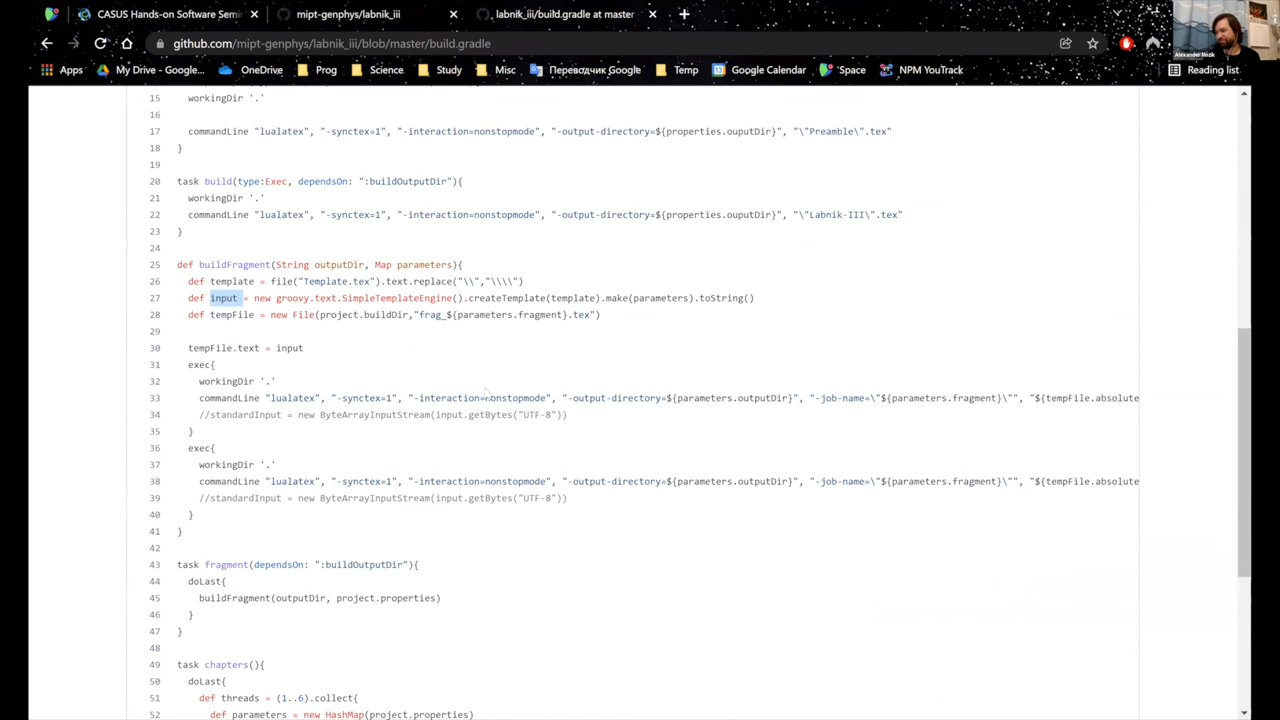 CASUS Hands-on Software Semi
mipt-genphys/labnik_iii
labnik_iii/build.gradle at master
github.com/mipt-genphys/labnik_iii/blob/master/build.gradle
Apps
My Drive - Google...
OneDrive
Prog
Science
Study
Misc
Переводчик Google
Temp
Google Calendar
Space
NPM YouTrack
Reading list
Alexander Nozik
15 workingDir '.'
16
17 commandLine "lualatex", "-synctex=1", "-interaction=nonstopmode", "-output-directory=${properties.ouputDir}", "\"Preamble\".tex"
18 }
19
20 task build(type:Exec, dependsOn: ":buildOutputDir"){
21 workingDir '.'
22 commandLine "lualatex", "-synctex=1", "-interaction=nonstopmode", "-output-directory=${properties.ouputDir}", "\"Labnik-III\".tex"
23 }
24
25 def buildFragment(String outputDir, Map parameters){
26 def template = file("Template.tex").text.replace("\\","\\\\")
27 def input = new groovy.text.SimpleTemplateEngine().createTemplate(template).make(parameters).toString()
28 def tempFile = new File(project.buildDir,"frag_${parameters.fragment}.tex")
29
30 tempFile.text = input
31 exec{
32 workingDir '.'
33 commandLine "lualatex", "-synctex=1", "-interaction=nonstopmode", "-output-directory=${parameters.outputDir}", "-job-name=\"${parameters.fragment}\"", "${tempFile.absolute
34 //standardInput = new ByteArrayInputStream(input.getBytes("UTF-8"))
35 }
36 exec{
37 workingDir '.'
38 commandLine "lualatex", "-synctex=1", "-interaction=nonstopmode", "-output-directory=${parameters.outputDir}", "-job-name=\"${parameters.fragment}\"", "${tempFile.absolute
39 //standardInput = new ByteArrayInputStream(input.getBytes("UTF-8"))
40 }
41 }
42
43 task fragment(dependsOn: ":buildOutputDir"){
44 doLast{
45 buildFragment(outputDir, project.properties)
46 }
47 }
48
49 task chapters(){
50 doLast{
51 def threads = (1..6).collect{
52 def parameters = new HashMap(project.properties)